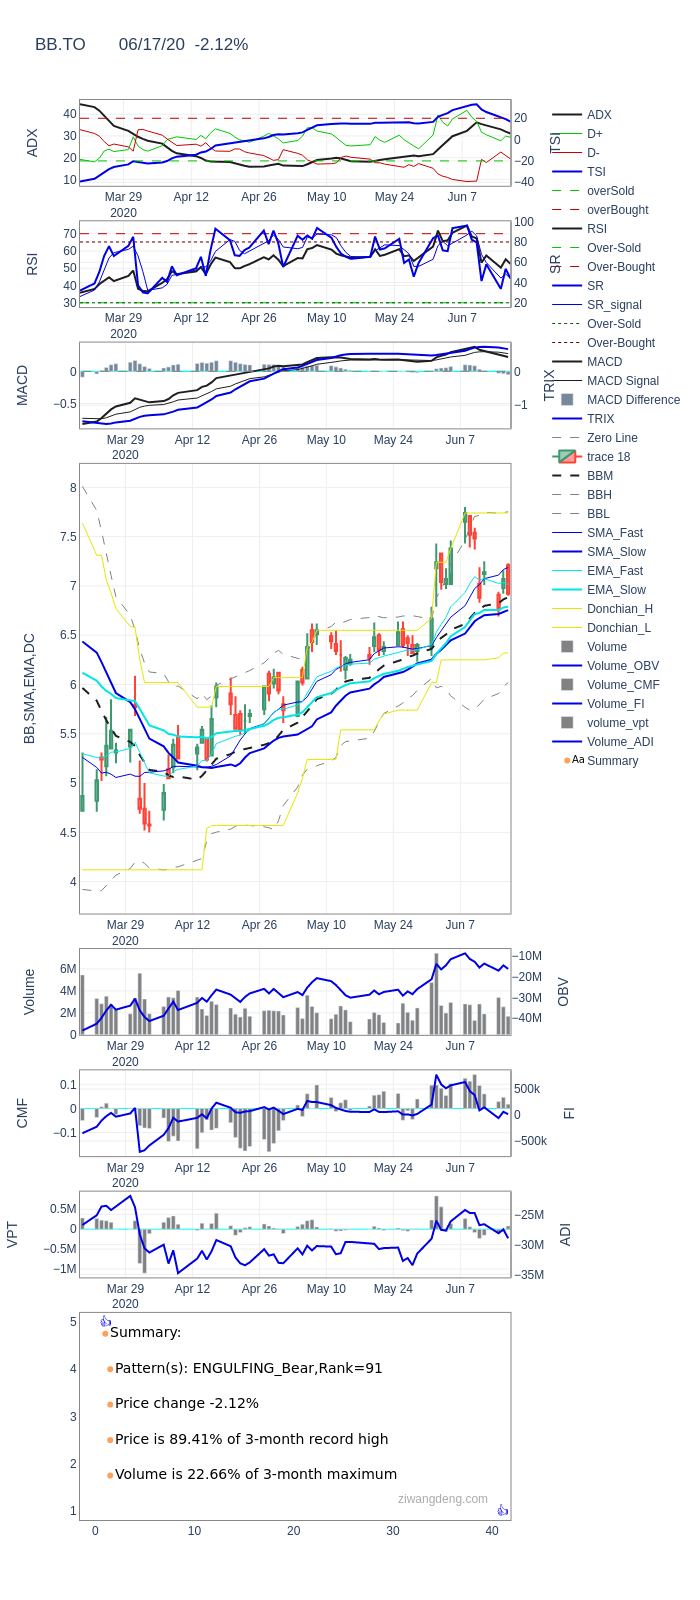 BB.TO 06/17/20 -2.12%
ADX
40
30
20
10
20
0
−20
−40
TSI
Mar 29 Apr 12 Apr 26 May 10 May 24 Jun 7
2020
RSI
70
60
50
40
30
100
80
60
40
20
SR
Mar 29 Apr 12 Apr 26 May 10 May 24 Jun 7
2020
MACD
0
−0.5
0
−1
TRIX
Mar 29 Apr 12 Apr 26 May 10 May 24 Jun 7
2020
BB,SMA,EMA,DC
8
7.5
7
6.5
6
5.5
5
4.5
4
Mar 29 Apr 12 Apr 26 May 10 May 24 Jun 7
2020
Volume
6M
4M
2M
0
−10M
−20M
−30M
−40M
OBV
Mar 29 Apr 12 Apr 26 May 10 May 24 Jun 7
2020
CMF
0.1
0
−0.1
500k
0
−500k
FI
Mar 29 Apr 12 Apr 26 May 10 May 24 Jun 7
2020
VPT
0.5M
0
−0.5M
−1M
−25M
−30M
−35M
ADI
Mar 29 Apr 12 Apr 26 May 10 May 24 Jun 7
2020
5
4
3
2
1
Summary:
Pattern(s): ENGULFING_Bear,Rank=91
Price change -2.12%
Price is 89.41% of 3-month record high
Volume is 22.66% of 3-month maximum
ziwangdeng.com
0 10 20 30 40
ADX
D+
D-
TSI
overSold
overBought
RSI
Over-Sold
Over-Bought
SR
SR_signal
Over-Sold
Over-Bought
MACD
MACD Signal
MACD Difference
TRIX
Zero Line
trace 18
BBM
BBH
BBL
SMA_Fast
SMA_Slow
EMA_Fast
EMA_Slow
Donchian_H
Donchian_L
Volume
Volume_OBV
Volume_CMF
Volume_FI
volume_vpt
Volume_ADI
Aa Summary